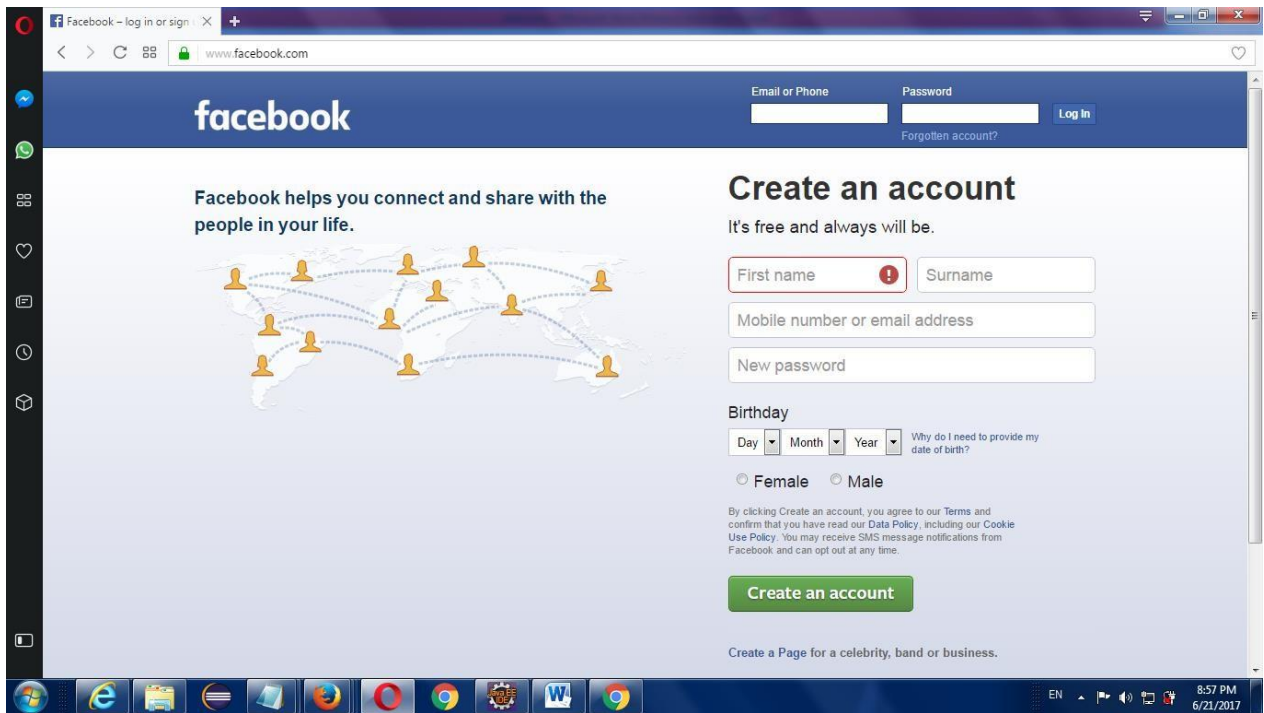 Facebook – log in or sign
www.facebook.com
facebook
Email or Phone
Password
Log In
Forgotten account?
Facebook helps you connect and share with the
people in your life.
Create an account
It's free and always will be.
First name
Surname
Mobile number or email address
New password
Birthday
Day Month Year
Why do I need to provide my
date of birth?
Female Male
By clicking Create an account, you agree to our Terms and
confirm that you have read our Data Policy, including our Cookie
Use Policy. You may receive SMS message notifications from
Facebook and can opt out at any time.
Create an account
Create a Page for a celebrity, band or business.
Java EE
IDE
W
EN
8:57 PM
6/21/2017